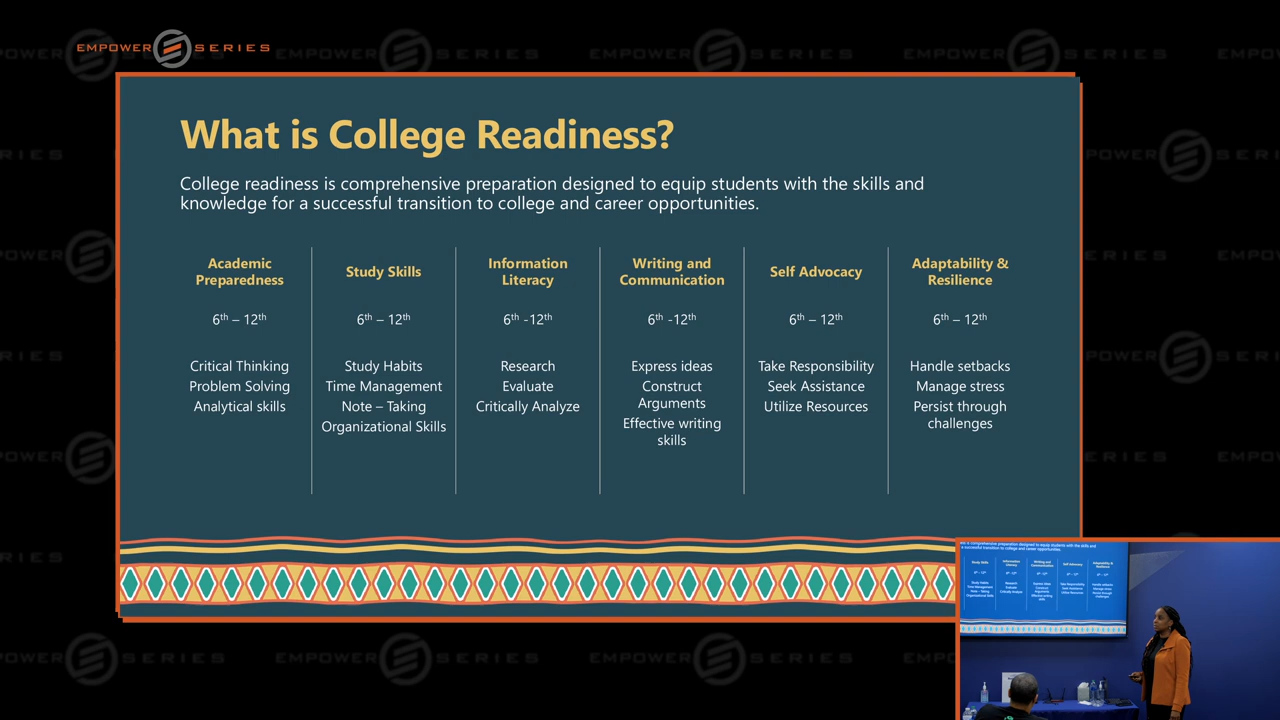 EMPOWER SERIES
What is College Readiness?
College readiness is comprehensive preparation designed to equip students with the skills and
knowledge for a successful transition to college and career opportunities.
Academic
Preparedness
6th – 12th
Critical Thinking
Problem Solving
Analytical skills
Study Skills
6th – 12th
Study Habits
Time Management
Note – Taking
Organizational Skills
Information
Literacy
6th -12th
Research
Evaluate
Critically Analyze
Writing and
Communication
6th -12th
Express ideas
Construct
Arguments
Effective writing
skills
Self Advocacy
6th – 12th
Take Responsibility
Seek Assistance
Utilize Resources
Adaptability &
Resilience
6th – 12th
Handle setbacks
Manage stress
Persist through
challenges